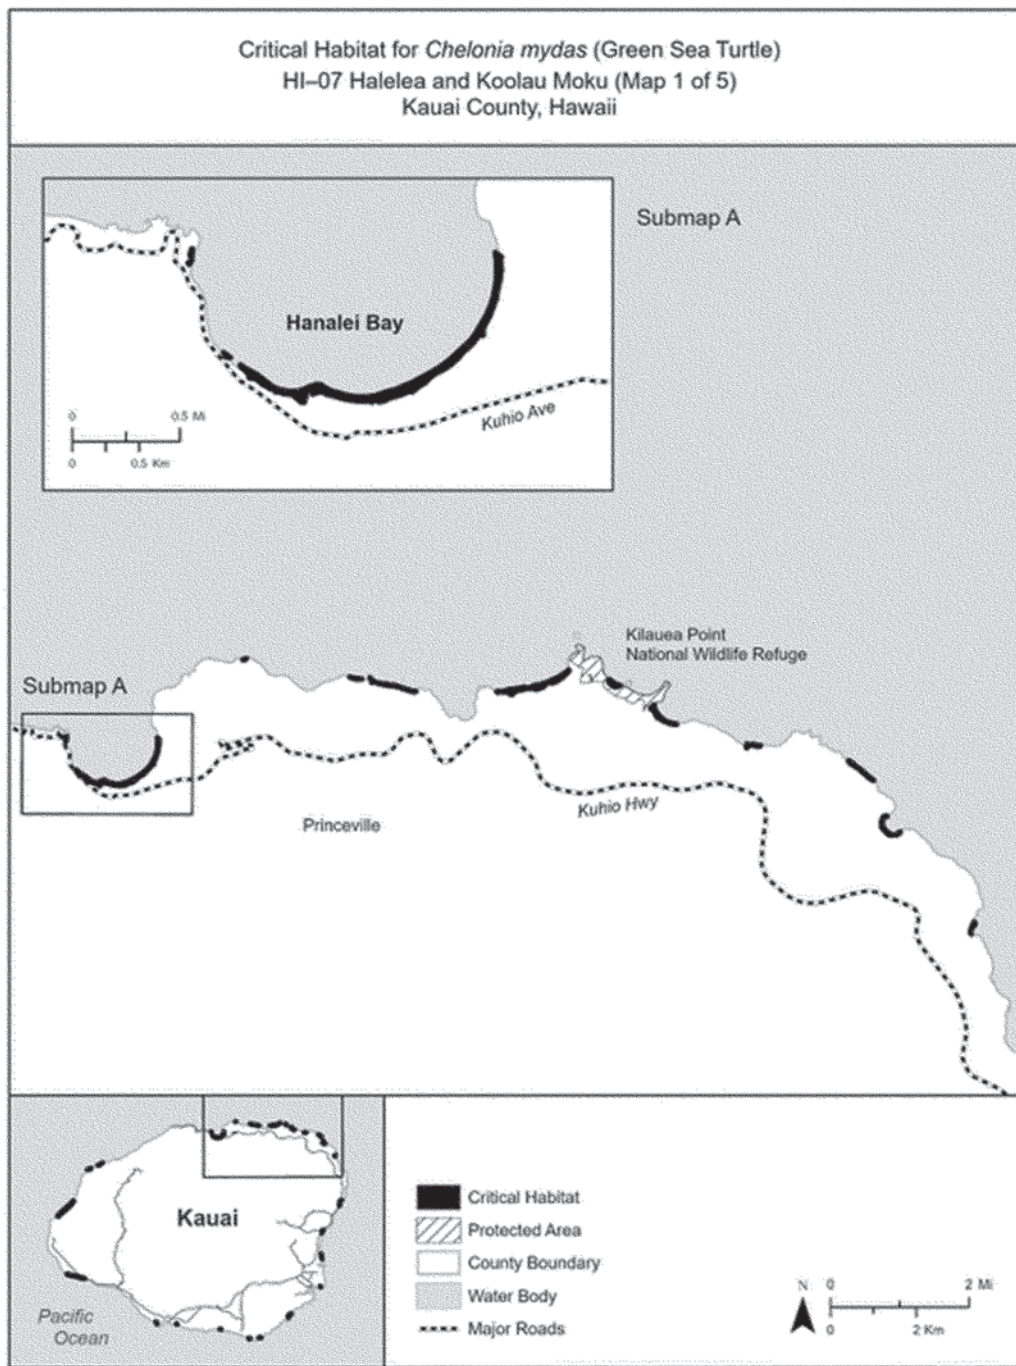 Critical Habitat for Chelonia mydas (Green Sea Turtle)
HI–07 Halelea and Koolau Moku (Map 1 of 5)
Kauai County, Hawaii
Submap A
Hanalei Bay
Kuhio Ave
0 0.5 Mi
0 0.5 Km
Kilauea Point
National Wildlife Refuge
Submap A
Kuhio Hwy
Princeville
Kauai
Pacific
Ocean
Critical Habitat
Protected Area
County Boundary
Water Body
Major Roads
N
0 2 Mi
0 2 Km